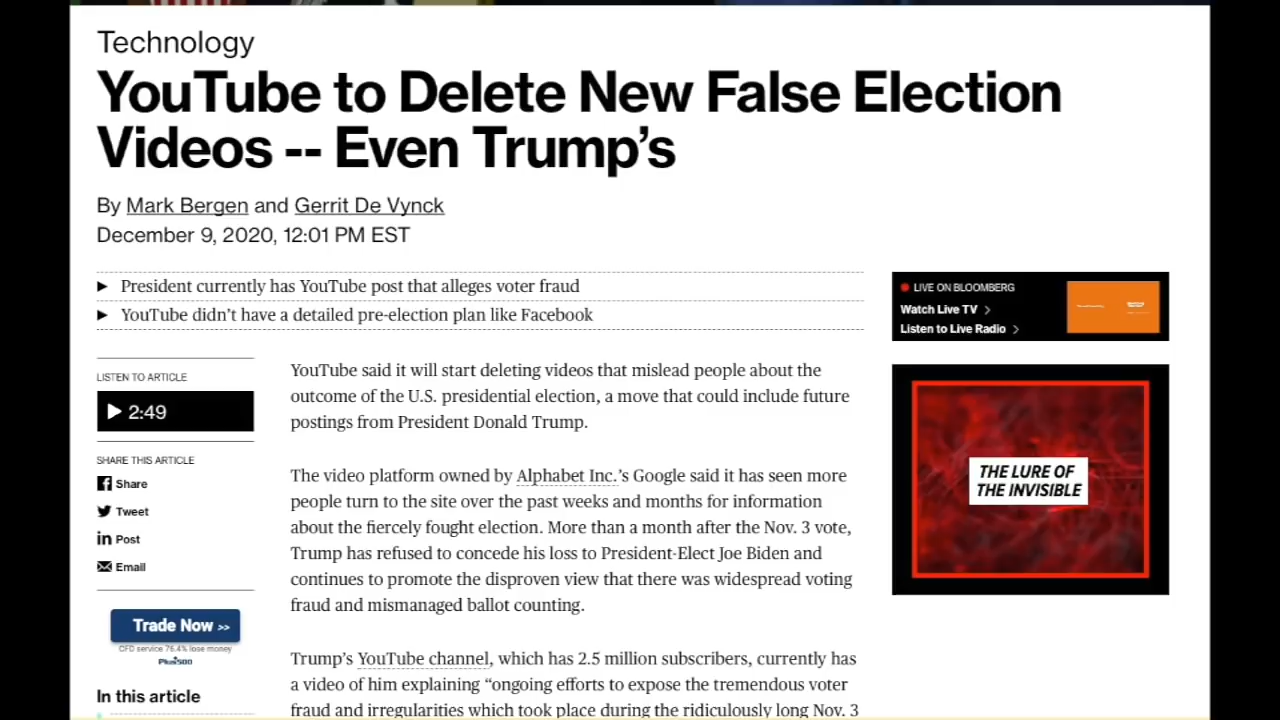 Technology
YouTube to Delete New False Election
Videos -- Even Trump's
By Mark Bergen and Gerrit De Vynck
December 9, 2020, 12:01 PM EST
► President currently has YouTube post that alleges voter fraud
► YouTube didn't have a detailed pre-election plan like Facebook
LIVE ON BLOOMBERG
Watch Live TV >
Listen to Live Radio >
LISTEN TO ARTICLE
2:49
SHARE THIS ARTICLE
Share
Tweet
Post
Email
Trade Now >>
CFD service 76.4% lose money
Plus500
In this article
YouTube said it will start deleting videos that mislead people about the
outcome of the U.S. presidential election, a move that could include future
postings from President Donald Trump.
The video platform owned by Alphabet Inc.'s Google said it has seen more
people turn to the site over the past weeks and months for information
about the fiercely fought election. More than a month after the Nov. 3 vote,
Trump has refused to concede his loss to President-Elect Joe Biden and
continues to promote the disproven view that there was widespread voting
fraud and mismanaged ballot counting.
Trump's YouTube channel, which has 2.5 million subscribers, currently has
a video of him explaining “ongoing efforts to expose the tremendous voter
fraud and irregularities which took place during the ridiculously long Nov. 3
THE LURE OF
THE INVISIBLE